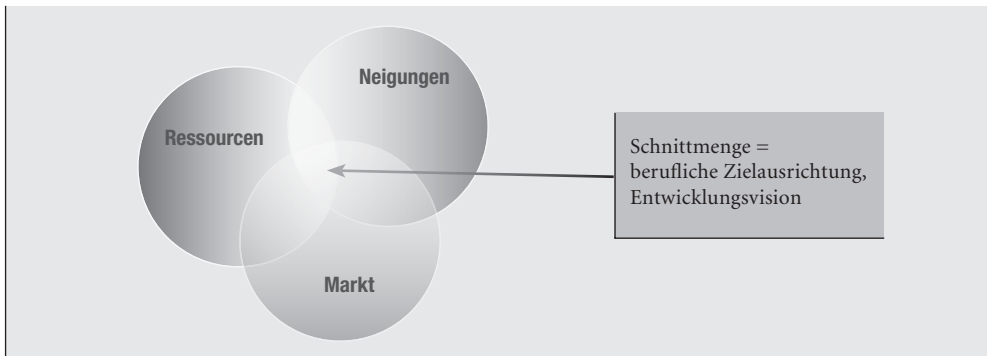 Neigungen
Ressourcen
Schnittmenge =
berufliche Zielausrichtung,
Entwicklungsvision
Markt